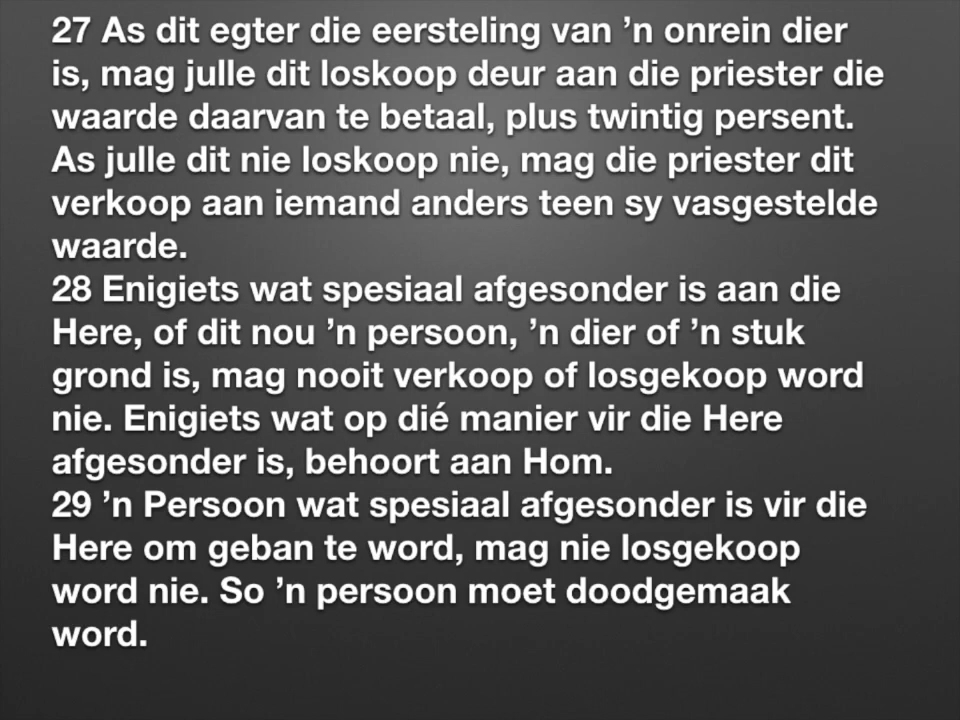 27 As dit egter die eersteling van ’n onrein dier
is, mag julle dit loskoop deur aan die priester die
waarde daarvan te betaal, plus twintig persent.
As julle dit nie loskoop nie, mag die priester dit
verkoop aan iemand anders teen sy vasgestelde
waarde.
28 Enigiets wat spesiaal afgesonder is aan die
Here, of dit nou ’n persoon, ’n dier of ’n stuk
grond is, mag nooit verkoop of losgekoop word
nie. Enigiets wat op dié manier vir die Here
afgesonder is, behoort aan Hom.
29 ’n Persoon wat spesiaal afgesonder is vir die
Here om geban te word, mag nie losgekoop
word nie. So ’n persoon moet doodgemaak
word.